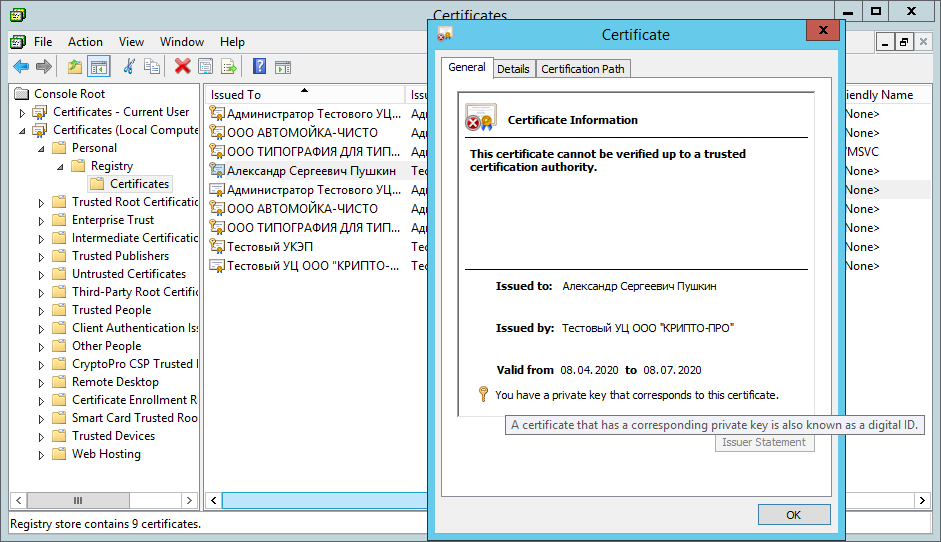 Certificates
File Action View Window Help
Console Root
Certificates - Current User
Certificates (Local Compute
Personal
Registry
Certificates
Trusted Root Certificatio
Enterprise Trust
Intermediate Certificatio
Trusted Publishers
Untrusted Certificates
Third-Party Root Certific
Trusted People
Client Authentication Iss
Other People
CryptoPro CSP Trusted
Remote Desktop
Certificate Enrollment R
Smart Card Trusted Roo
Trusted Devices
Web Hosting
Issued To Issu
Администратор Тестового УЦ... Адм
ООО АВТОМОЙКА-ЧИСТО Тес
ООО ТИПОГРАФИЯ ДЛЯ ТИП... Тес
Александр Сергеевич Пушкин Тес
Администратор Тестового УЦ... Адм
ООО АВТОМОЙКА-ЧИСТО Адм
ООО ТИПОГРАФИЯ ДЛЯ ТИП... Адм
Тестовый УКЭП Тес
Тестовый УЦ ООО "КРИПТО-... Тес
iendly Name
None>
None>
MSVC
None>
None>
None>
None>
None>
None>
Certificate
General Details Certification Path
Certificate Information
This certificate cannot be verified up to a trusted
certification authority.
Issued to: Александр Сергеевич Пушкин
Issued by: Тестовый УЦ ООО "КРИПТО-ПРО"
Valid from 08.04.2020 to 08.07.2020
You have a private key that corresponds to this certificate.
A certificate that has a corresponding private key is also known as a digital ID.
Issuer Statement
OK
Registry store contains 9 certificates.